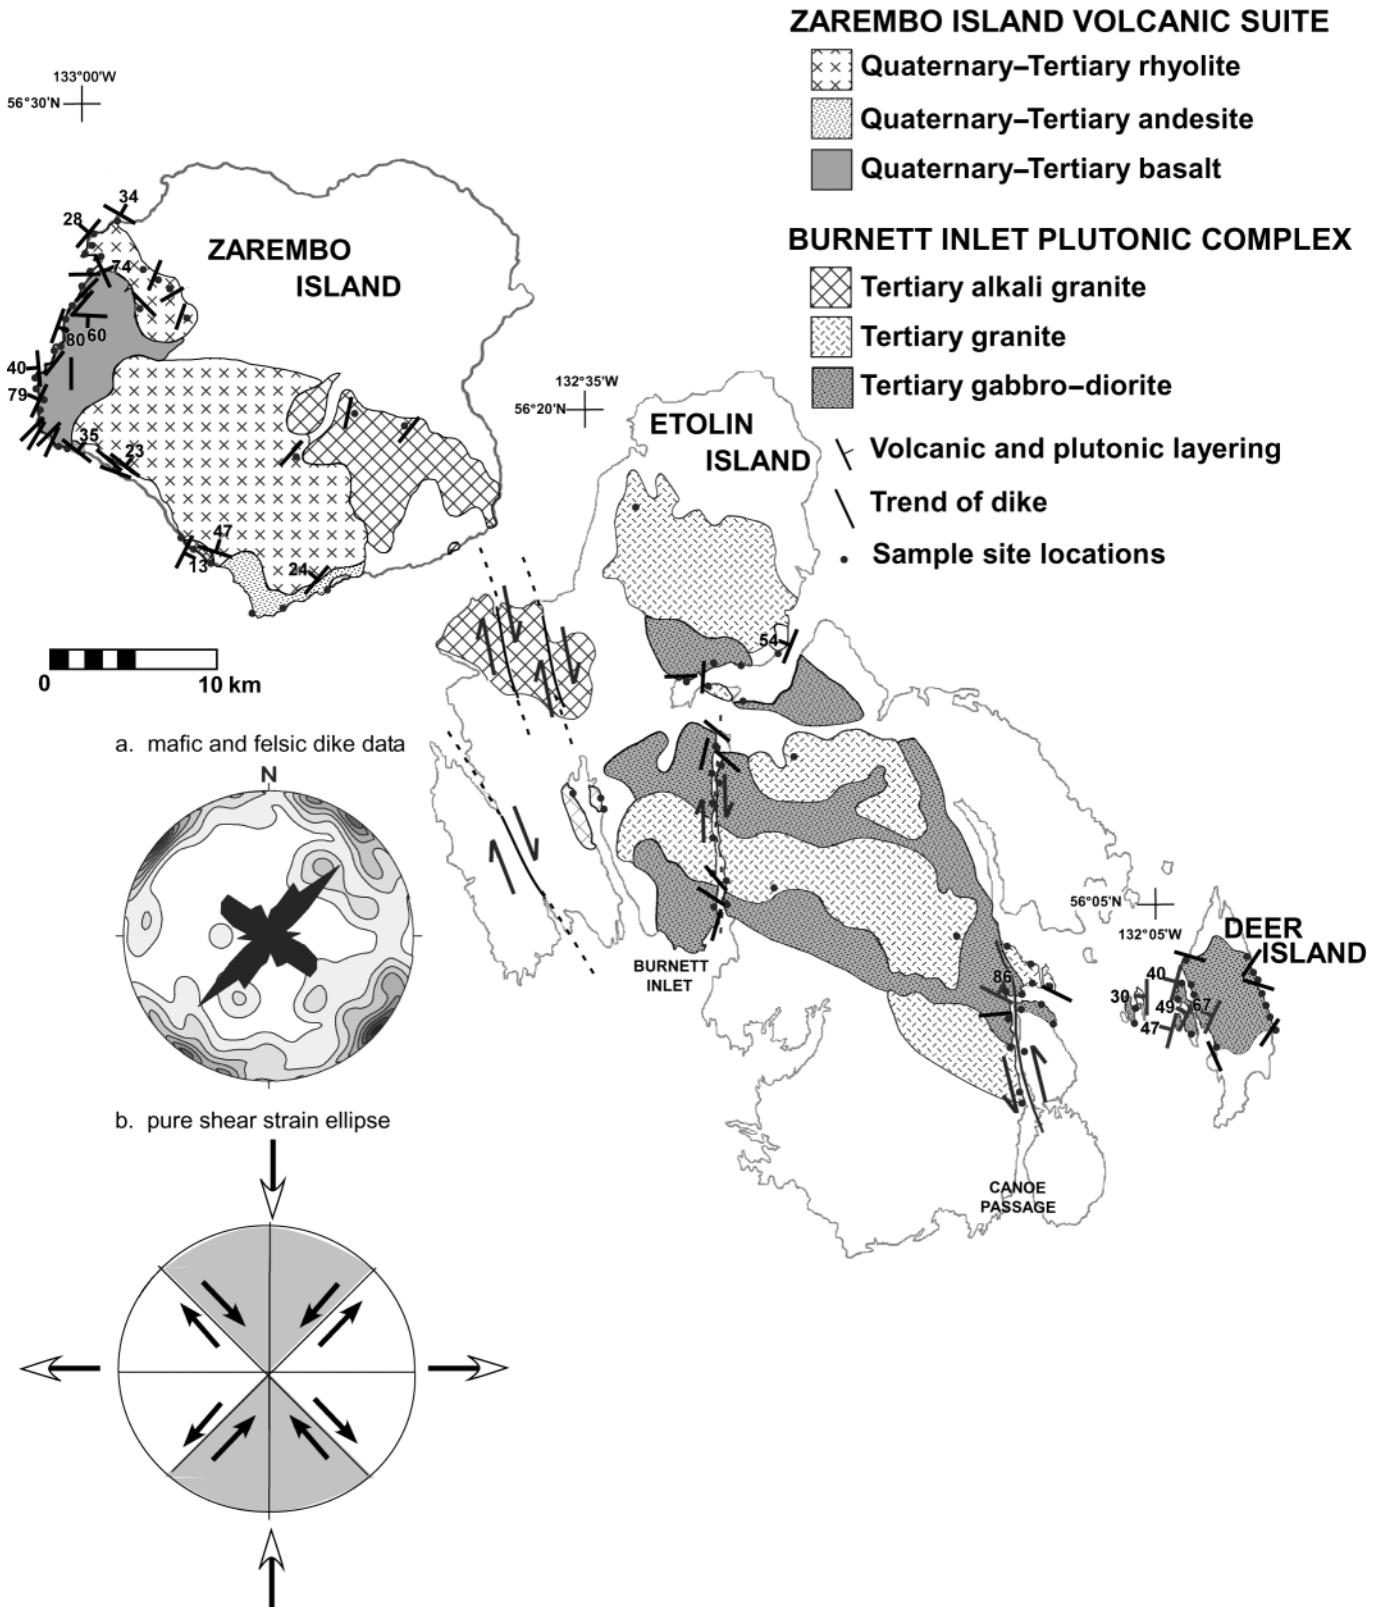 ZAREMBO ISLAND VOLCANIC SUITE
Quaternary–Tertiary rhyolite
Quaternary–Tertiary andesite
Quaternary–Tertiary basalt
BURNETT INLET PLUTONIC COMPLEX
Tertiary alkali granite
Tertiary granite
Tertiary gabbro–diorite
Volcanic and plutonic layering
Trend of dike
Sample site locations
133°00'W
56°30'N
34
28
74
ZAREMBO
ISLAND
80
60
40
79
35
23
47
13
24
132°35'W
56°20'N
ETOLIN
ISLAND
54
0
10 km
BURNETT
INLET
56°05'N
132°05'W
DEER
ISLAND
86
40
30
49
67
47
CANOE
PASSAGE
a. mafic and felsic dike data
N
b. pure shear strain ellipse